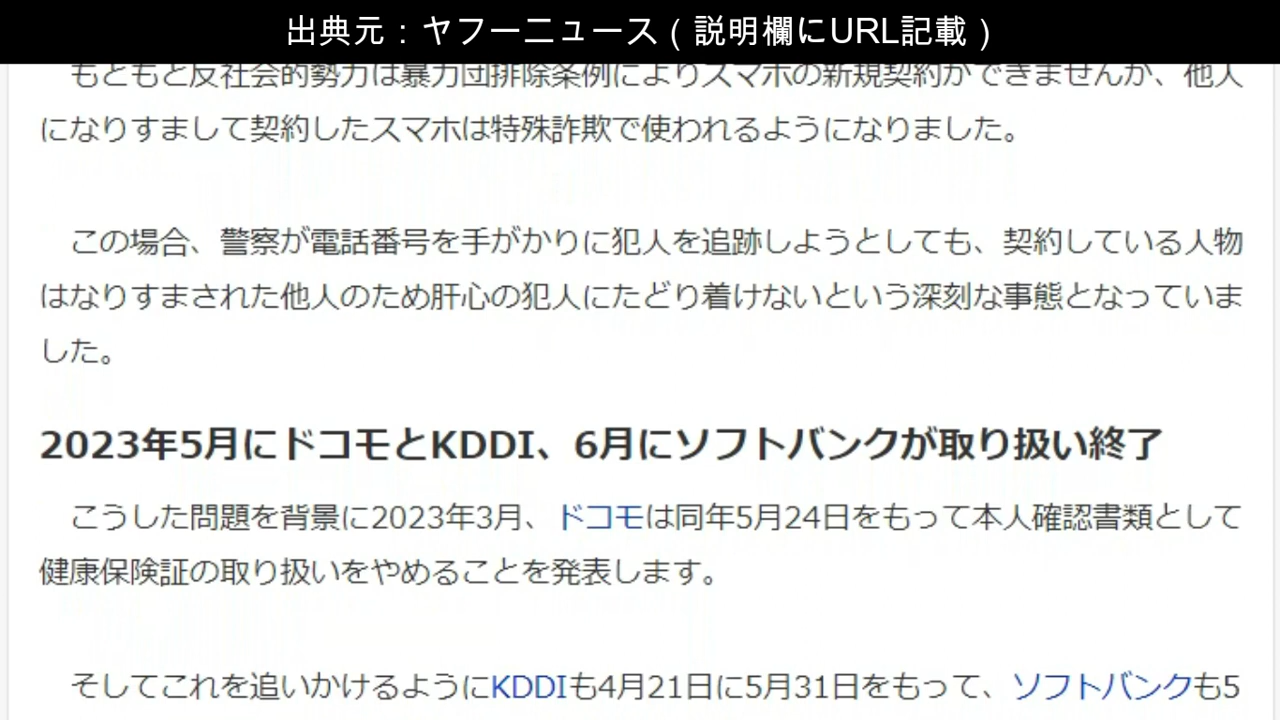 出典元：ヤフーニュース（説明欄にURL記載）
もともと反社会的勢力は暴力団排除条例によりスマホの新規契約ができませんが、他人
になりすまして契約したスマホは特殊詐欺で使われるようになりました。
この場合、警察が電話番号を手がかりに犯人を追跡しようとしても、契約している人物
はなりすまされた他人のため肝心の犯人にたどり着けないという深刻な事態となっていま
した。
2023年5月にドコモとKDDI、6月にソフトバンクが取り扱い終了
こうした問題を背景に2023年3月、ドコモは同年5月24日をもって本人確認書類として
健康保険証の取り扱いをやめることを発表します。
そしてこれを追いかけるようにKDDIも4月21日に5月31日をもって、ソフトバンクも5